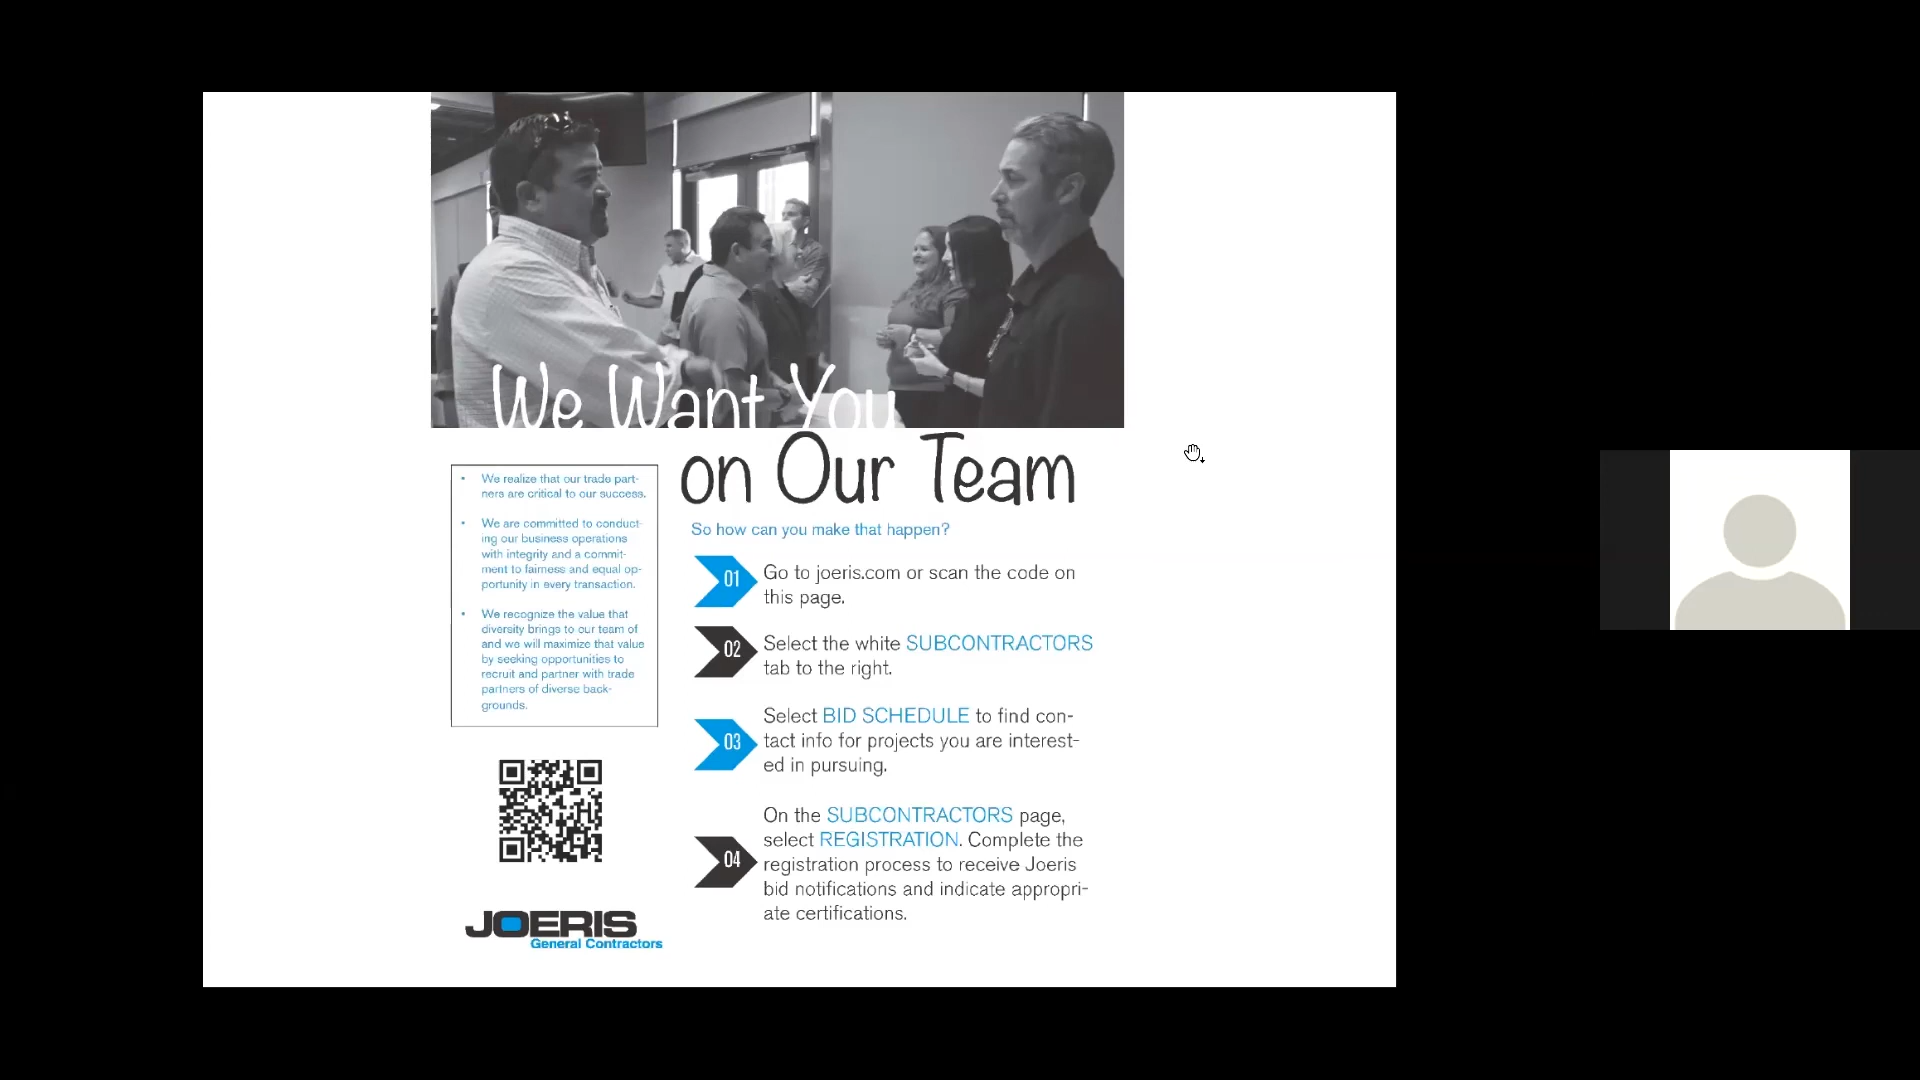 We Want You
on Our Team
• We realize that our trade part-
ners are critical to our success.
• We are committed to conduct-
ing our business operations
with integrity and a commit-
ment to fairness and equal op-
portunity in every transaction.
• We recognize the value that
diversity brings to our team of
and we will maximize that value
by seeking opportunities to
recruit and partner with trade
partners of diverse back-
grounds.
So how can you make that happen?
01
Go to joeris.com or scan the code on
this page.
02
Select the white SUBCONTRACTORS
tab to the right.
03
Select BID SCHEDULE to find con-
tact info for projects you are interest-
ed in pursuing.
04
On the SUBCONTRACTORS page,
select REGISTRATION. Complete the
registration process to receive Joeris
bid notifications and indicate appropri-
ate certifications.
JOERIS
General Contractors